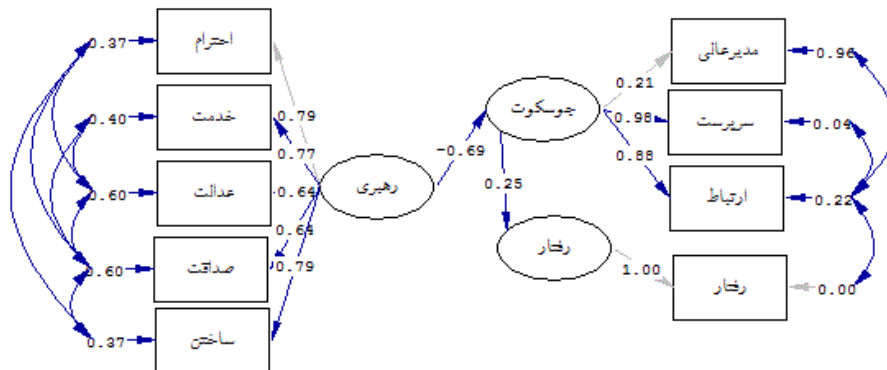 0.37 احترام
0.79
0.40 خدمت
0.77
0.60 عدالت
0.64
0.60 صداقت
0.64
0.79
0.37 ساختن
رهبری
-0.69
جوسکوت
0.25
رفتار
0.21
0.98
0.88
1.00
مدیرعالی 0.96
سرپرست 0.04
ارتباط 0.22
رفتار 0.00